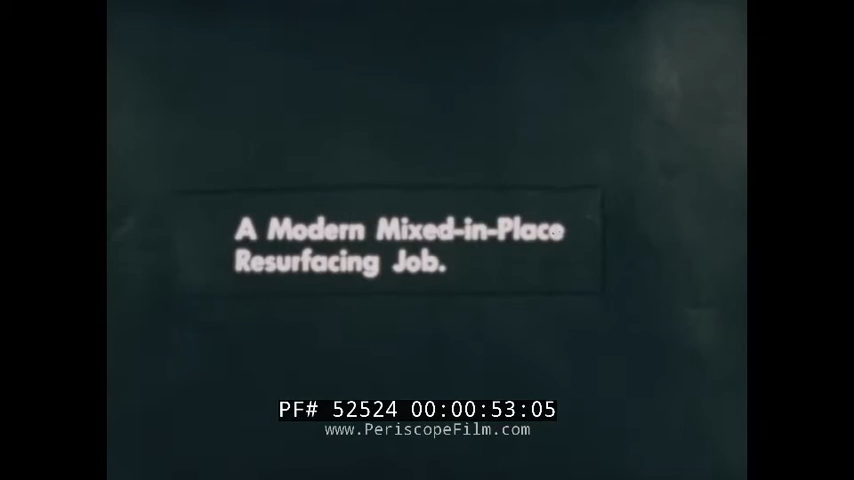 A Modern Mixed-in-Place
Resurfacing Job.
PF# 52524 00:00:53:05
www.PeriscopeFilm.com